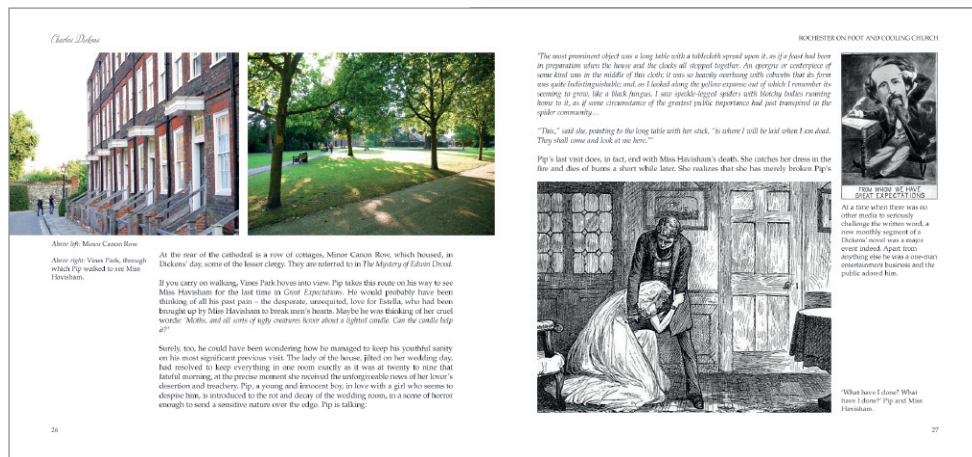 Charles Dickens
Above left: Minor Canon Row
Above right: Vines Park, through
which Pip walked to see Miss
Havisham.
At the rear of the cathedral is a row of cottages, Minor Canon Row, which housed, in
Dickens' day, some of the lesser clergy. They are referred to in The Mystery of Edwin Drood.
If you carry on walking, Vines Park hoves into view. Pip takes this route on his way to see
Miss Havisham for the last time in Great Expectations. He would probably have been
thinking of all his past pain – the desperate, unrequited, love for Estella, who had been
brought up by Miss Havisham to break men's hearts. Maybe he was thinking of her cruel
words: 'Moths, and all sorts of ugly creatures hover about a lighted candle. Can the candle help
it?'
Surely, too, he could have been wondering how he managed to keep his youthful sanity
on his most significant previous visit. The lady of the house, jilted on her wedding day,
had resolved to keep everything in one room exactly as it was at twenty to nine that
fateful morning, at the precise moment she received the unforgiveable news of her lover's
desertion and treachery. Pip, a young and innocent boy, in love with a girl who seems to
despise him, is introduced to the rot and decay of the wedding room, in a scene of horror
enough to send a sensitive nature over the edge. Pip is talking:
26
ROCHESTER ON FOOT AND COOLING CHURCH
'The most prominent object was a long table with a tablecloth spread upon it, as if a feast had been
in preparation when the house and the clocks all stopped together. An epergne or centrepiece of
some kind was in the middle of this cloth; it was so heavily overhung with cobwebs that its form
was quite indistinguishable; and, as I looked along the yellow expanse out of which I remember its
seeming to grow, like a black fungus, I saw speckle-legged spiders with blotchy bodies running
home to it, as if some circumstance of the greatest public importance had just transpired in the
spider community…
"This," said she, pointing to the long table with her stick, "is where I will be laid when I am dead.
They shall come and look at me here."'
Pip's last visit does, in fact, end with Miss Havisham's death. She catches her dress in the
fire and dies of burns a short while later. She realizes that she has merely broken Pip's
FROM WHOM WE HAVE
GREAT EXPECTATIONS
At a time when there was no
other media to seriously
challenge the written word, a
new monthly segment of a
Dickens' novel was a major
event indeed. Apart from
anything else he was a one-man
entertainment business and the
public adored him.
'What have I done? What
have I done?' Pip and Miss
Havisham.
27